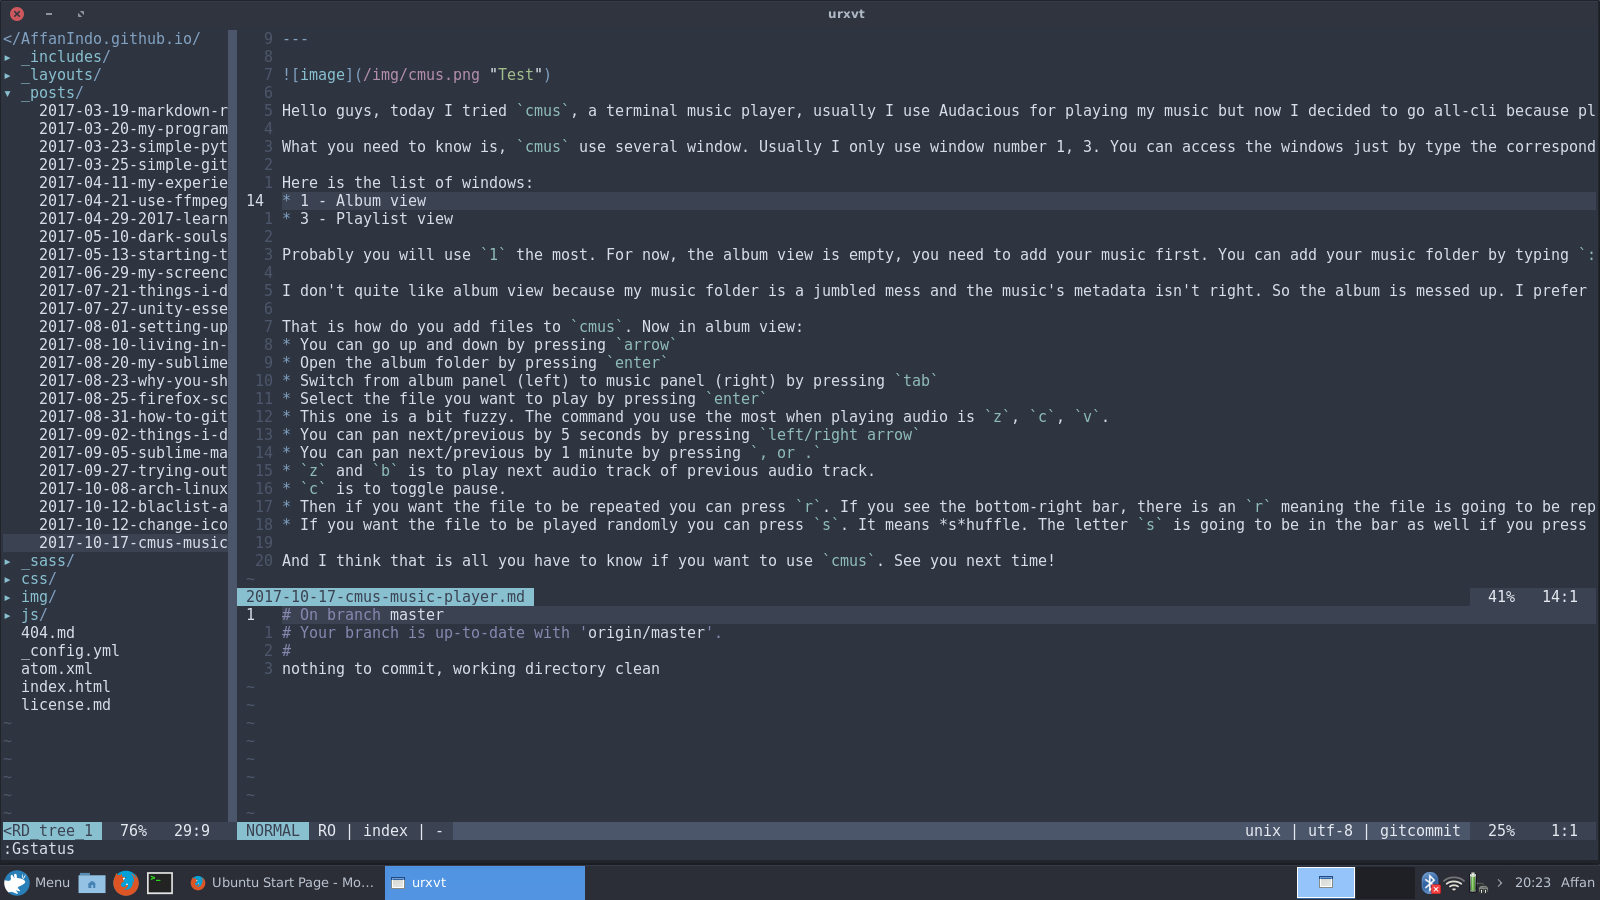 urxvt
</AffanIndo.github.io/
▸ _includes/
▸ _layouts/
▾ _posts/
2017-03-19-markdown-r
2017-03-20-my-program
2017-03-23-simple-pyt
2017-03-25-simple-git
2017-04-11-my-experie
2017-04-21-use-ffmpeg
2017-04-29-2017-learn
2017-05-10-dark-souls
2017-05-13-starting-t
2017-06-29-my-screenc
2017-07-21-things-i-d
2017-07-27-unity-esse
2017-08-01-setting-up
2017-08-10-living-in-
2017-08-20-my-sublime
2017-08-23-why-you-sh
2017-08-25-firefox-sc
2017-08-31-how-to-git
2017-09-02-things-i-d
2017-09-05-sublime-ma
2017-09-27-trying-out
2017-10-08-arch-linux
2017-10-12-blaclist-a
2017-10-12-change-ico
2017-10-17-cmus-music
▸ _sass/
▸ css/
▸ img/
▸ js/
404.md
_config.yml
atom.xml
index.html
license.md
~
~
~
~
~
~
<RD_tree_1 76% 29:9
9 ---
8
7 ![image](/img/cmus.png "Test")
6
5 Hello guys, today I tried `cmus`, a terminal music player, usually I use Audacious for playing my music but now I decided to go all-cli because pl
4
3 What you need to know is, `cmus` use several window. Usually I only use window number 1, 3. You can access the windows just by type the correspond
2
1 Here is the list of windows:
14 * 1 - Album view
1 * 3 - Playlist view
2
3 Probably you will use `1` the most. For now, the album view is empty, you need to add your music first. You can add your music folder by typing `:
4
5 I don't quite like album view because my music folder is a jumbled mess and the music's metadata isn't right. So the album is messed up. I prefer
6
7 That is how do you add files to `cmus`. Now in album view:
8 * You can go up and down by pressing `arrow`
9 * Open the album folder by pressing `enter`
10 * Switch from album panel (left) to music panel (right) by pressing `tab`
11 * Select the file you want to play by pressing `enter`
12 * This one is a bit fuzzy. The command you use the most when playing audio is `z`, `c`, `v`.
13 * You can pan next/previous by 5 seconds by pressing `left/right arrow`
14 * You can pan next/previous by 1 minute by pressing `, or .`
15 * `z` and `b` is to play next audio track of previous audio track.
16 * `c` is to toggle pause.
17 * Then if you want the file to be repeated you can press `r`. If you see the bottom-right bar, there is an `r` meaning the file is going to be rep
18 * If you want the file to be played randomly you can press `s`. It means *s*huffle. The letter `s` is going to be in the bar as well if you press
19
20 And I think that is all you have to know if you want to use `cmus`. See you next time!
~
2017-10-17-cmus-music-player.md 41% 14:1
1 # On branch master
1 # Your branch is up-to-date with 'origin/master'.
2 #
3 nothing to commit, working directory clean
~
~
~
~
~
~
~
~
NORMAL RO | index | - unix | utf-8 | gitcommit 25% 1:1
:Gstatus
Menu >_ Ubuntu Start Page - Mo... urxvt 20:23 Affan